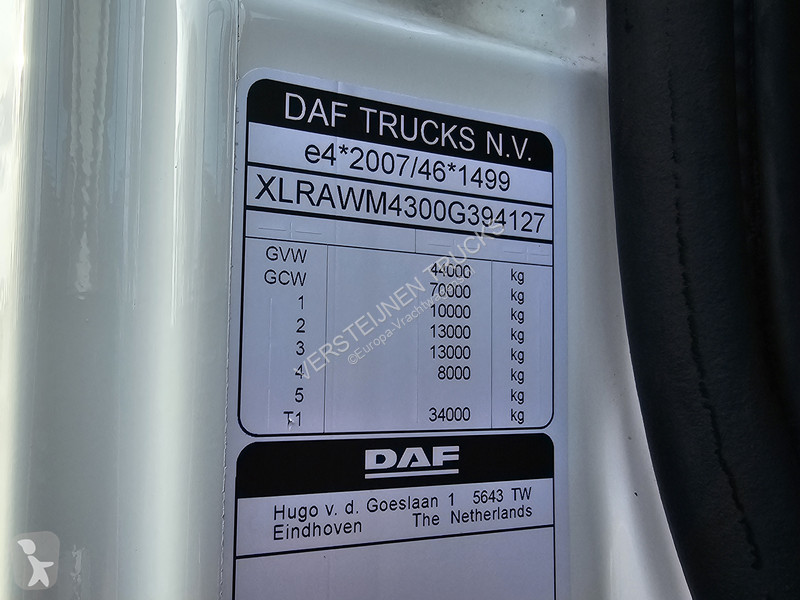 DAF TRUCKS N.V.
e4*2007/46*1499
XLRAWM4300G394127
GVW 44000 kg
GCW 70000 kg
1 10000 kg
2 13000 kg
3 13000 kg
4 8000 kg
5 kg
T1 34000 kg
VERSTEIJNEN TRUCKS
©Europa-Vrachtwagens
DAF
Hugo v. d. Goeslaan 1 5643 TW
Eindhoven The Netherlands